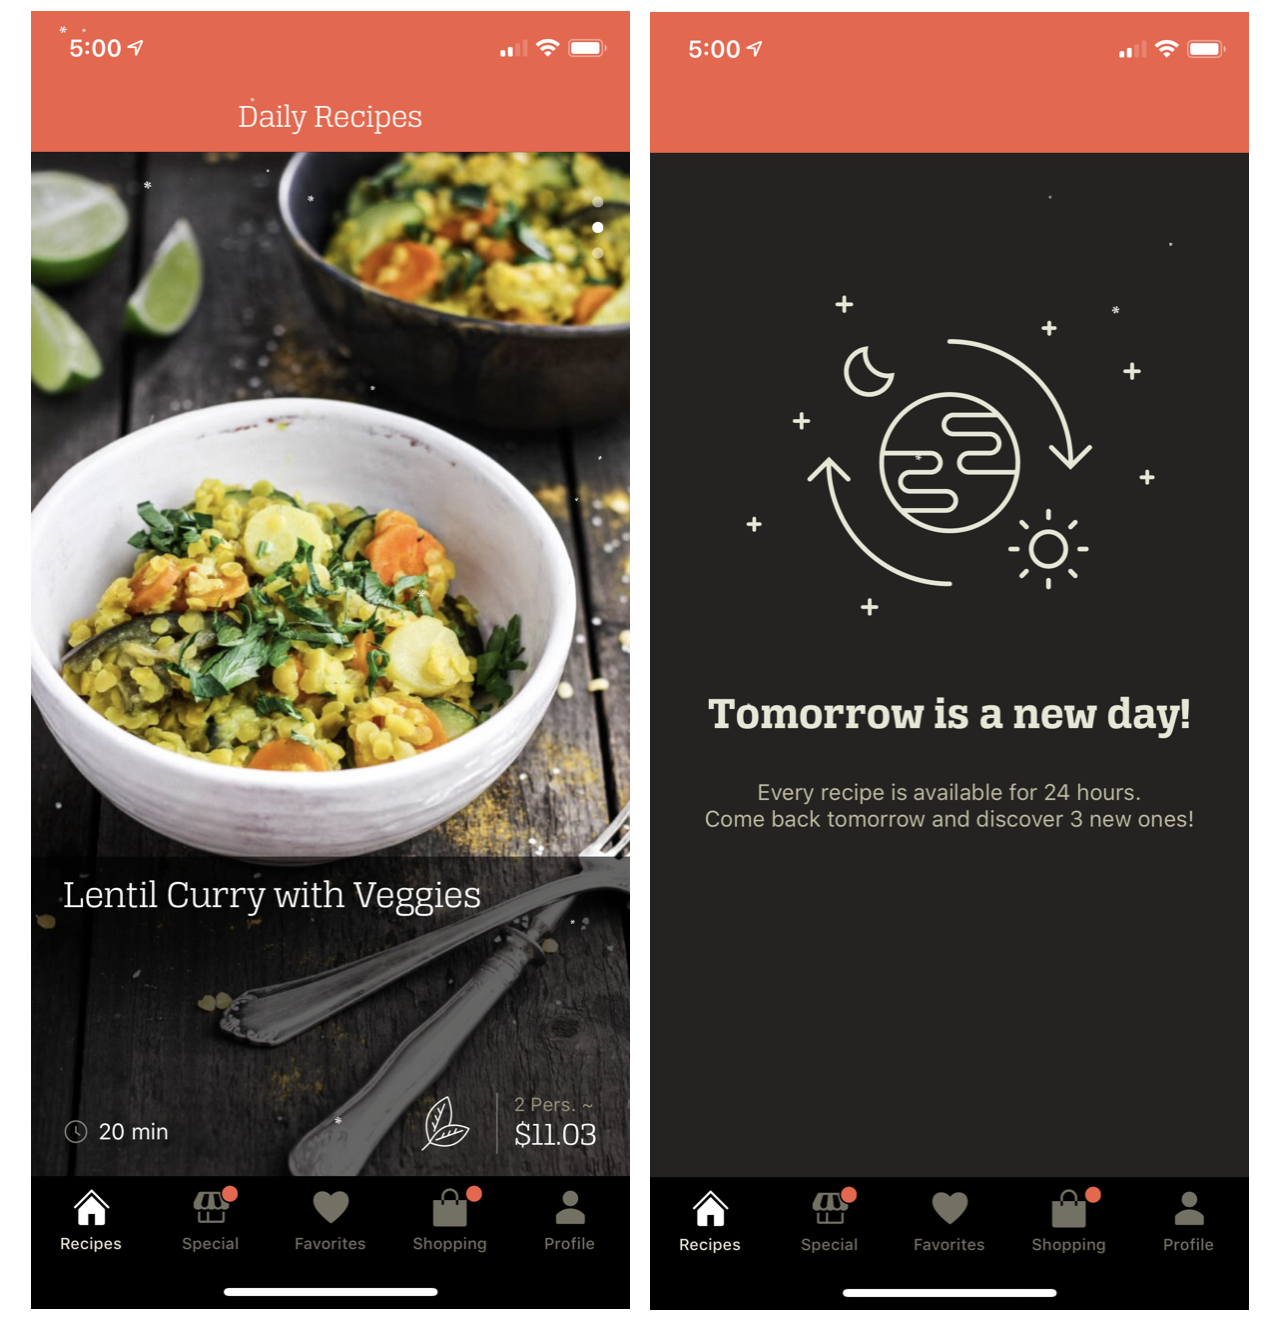 5:00
Daily Recipes
Lentil Curry with Veggies
20 min
2 Pers. ~
$11.03
Recipes
Special
Favorites
Shopping
Profile
5:00
Tomorrow is a new day!
Every recipe is available for 24 hours.
Come back tomorrow and discover 3 new ones!
Recipes
Special
Favorites
Shopping
Profile